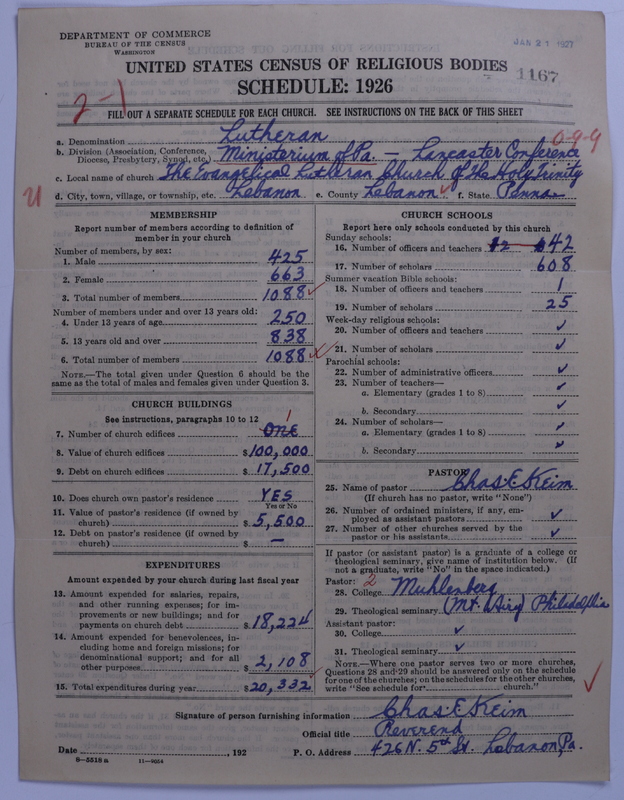 DEPARTMENT OF COMMERCE
BUREAU OF THE CENSUS
WASHINGTON
JAN 21 1927
UNITED STATES CENSUS OF RELIGIOUS BODIES
1167
SCHEDULE: 1926
2-1
FILL OUT A SEPARATE SCHEDULE FOR EACH CHURCH. SEE INSTRUCTIONS ON THE BACK OF THIS SHEET
a. Denomination Lutheran
0-9-9
b. Division (Association, Conference, Diocese, Presbytery, Synod, etc.) Ministerium of Pa. — Lancaster Conference
c. Local name of church The Evangelical Lutheran Church of the Holy Trinity
d. City, town, village, or township, etc. Lebanon e. County Lebanon f. State Penna.
MEMBERSHIP
Report number of members according to definition of
member in your church
Number of members, by sex:
1. Male 425
2. Female 663
3. Total number of members 1088
Number of members under and over 13 years old:
4. Under 13 years of age 250
5. 13 years old and over 838
6. Total number of members 1088
NOTE.—The total given under Question 6 should be
same as the total of males and females given under Question 3.
CHURCH BUILDINGS
See instructions, paragraphs 10 to 12
1
7. Number of church edifices ONE
8. Value of church edifices $100,000
9. Debt on church edifices $17,500
10. Does church own pastor's residence YES
Yes or No
11. Value of pastor's residence (if owned by
church) $5,500
12. Debt on pastor's residence (if owned by
church) $ —
EXPENDITURES
Amount expended by your church during last fiscal year
13. Amount expended for salaries, repairs,
and other running expenses; for im-
provements or new buildings; and for
payments on church debt $18,224
14. Amount expended for benevolences, in-
cluding home and foreign missions; for
denominational support; and for all
other purposes $2,108
15. Total expenditures during year $20,332
CHURCH SCHOOLS
Report here only schools conducted by this church
Sunday schools:
16. Number of officers and teachers 42
17. Number of scholars 608
Summer vacation Bible schools:
18. Number of officers and teachers 1
19. Number of scholars 25
Week-day religious schools:
20. Number of officers and teachers ✓
21. Number of scholars ✓
Parochial schools:
22. Number of administrative officers ✓
23. Number of teachers—
a. Elementary (grades 1 to 8) ✓
b. Secondary ✓
24. Number of scholars—
a. Elementary (grades 1 to 8) ✓
b. Secondary ✓
PASTOR
25. Name of pastor Chas E Keim
(If church has no pastor, write "None")
26. Number of ordained ministers, if any, em-
ployed as assistant pastors ✓
27. Number of other churches served by the
pastor or his assistants ✓
If pastor (or assistant pastor) is a graduate of a college or
theological seminary, give name of institution below. (If
not a graduate, write "No" in the space indicated.)
Pastor: 2
28. College Muhlenberg
29. Theological seminary (Mt. Airy) Philadelphia
Assistant pastor:
30. College ✓
31. Theological seminary ✓
NOTE.—Where one pastor serves two or more churches,
Questions 28 and 29 should be answered only on the schedule
for one of the churches; on the schedules for the other churches,
write "See schedule for church."
Signature of person furnishing information Chas E Keim
Official title Reverend
Date , 192 P. O. Address 426 N. 5th St. Lebanon, Pa.
8—5518 a 11—9054